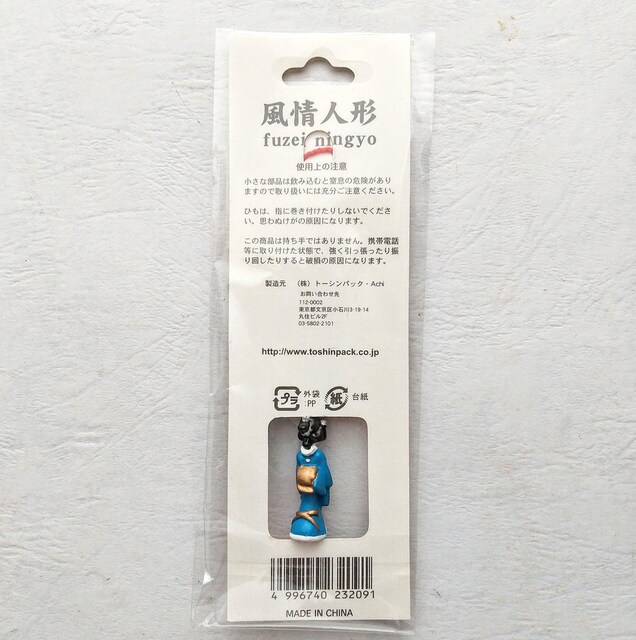 風情人形
fuzei ningyo
使用上の注意
小さな部品は飲み込むと窒息の危険があり
ますので取り扱いには充分ご注意ください。
ひもは、指に巻き付けたりしないでくださ
い。思わぬけがの原因になります。
この商品は持ち手ではありません。携帯電話
等に取り付けた状態で、強く引っ張ったり振
り回したりすると破損の原因になります。
製造元 (株)トーシンパック・Achi
お問い合わせ先
112-0002
東京都文京区小石川3-19-14
丸佳ビル2F
03-5802-2101
http://www.toshinpack.co.jp
プラ 外袋 紙 台紙
:PP
4 996740 232091
MADE IN CHINA